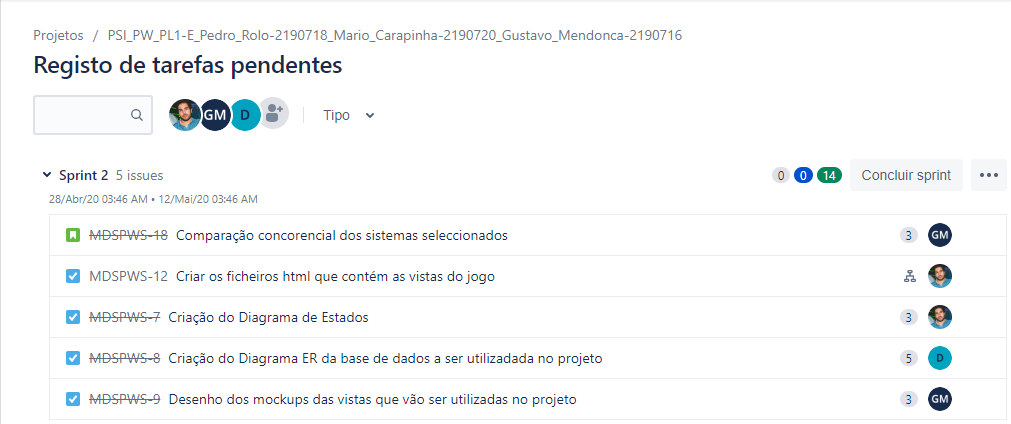 Projetos / PSI_PW_PL1-E_Pedro_Rolo-2190718_Mario_Carapinha-2190720_Gustavo_Mendonca-2190716
Registo de tarefas pendentes
GM D Tipo
Sprint 2 5 issues 0 0 14 Concluir sprint
28/Abr/20 03:46 AM • 12/Mai/20 03:46 AM
MDSPWS-18 Comparação concorencial dos sistemas seleccionados 3 GM
MDSPWS-12 Criar os ficheiros html que contém as vistas do jogo
MDSPWS-7 Criação do Diagrama de Estados 3
MDSPWS-8 Criação do Diagrama ER da base de dados a ser utilizadada no projeto 5 D
MDSPWS-9 Desenho dos mockups das vistas que vão ser utilizadas no projeto 3 GM